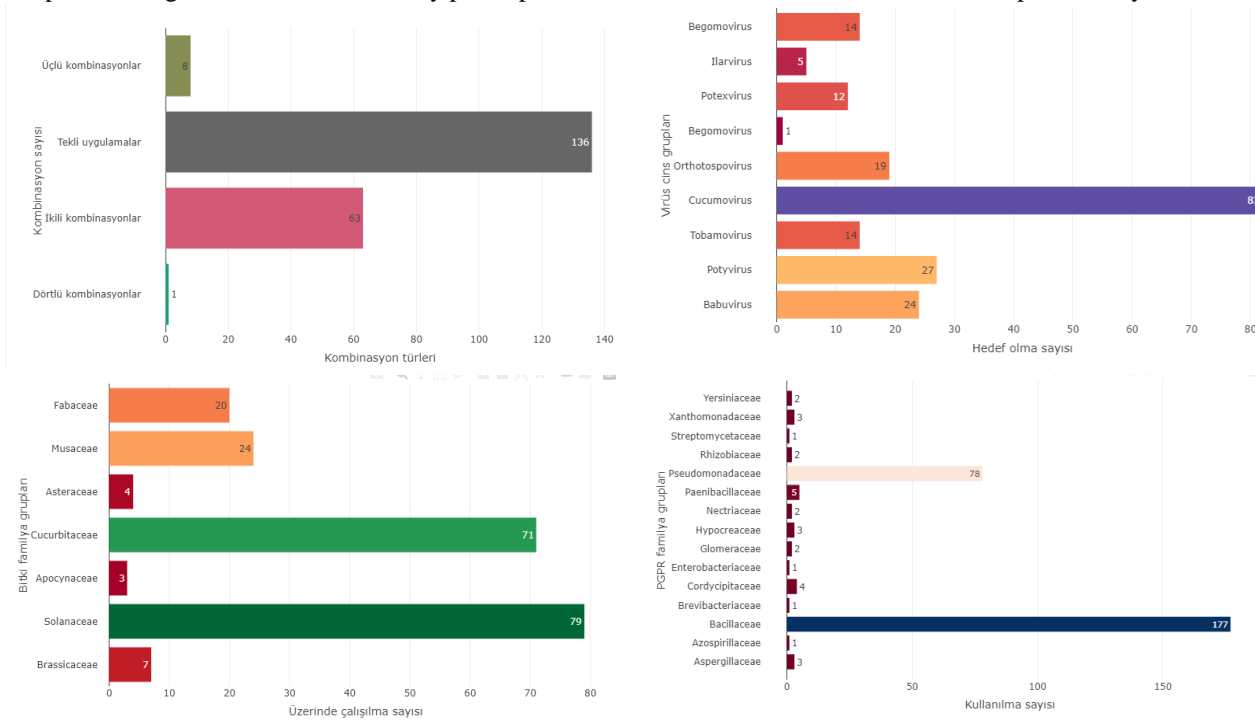 Üçlü kombinasyonlar
8
Tekli uygulamalar
136
İkili kombinasyonlar
63
Dörtlü kombinasyonlar
1
Kombinasyon sayısı
0 20 40 60 80 100 120 140
Kombinasyon türleri
Begomovirus
14
Ilarvirus
5
Potexvirus
12
Begomovirus
1
Orthotospovirus
19
Cucumovirus
Tobamovirus
14
Potyvirus
27
Babuvirus
24
Virüs cins grupları
0 10 20 30 40 50 60 70 80
Hedef olma sayısı
Fabaceae
20
Musaceae
24
Asteraceae
4
Cucurbitaceae
71
Apocynaceae
3
Solanaceae
79
Brassicaceae
7
Bitki familya grupları
0 10 20 30 40 50 60 70 80
Üzerinde çalışılma sayısı
Yersiniaceae
2
Xanthomonadaceae
3
Streptomycetaceae
1
Rhizobiaceae
2
Pseudomonadaceae
78
Paenibacillaceae
5
Nectriaceae
2
Hypocreaceae
3
Glomeraceae
2
Enterobacteriaceae
1
Cordycipitaceae
4
Brevibacteriaceae
1
Bacillaceae
177
Azospirillaceae
1
Aspergillaceae
3
PGPR familya grupları
0 50 100 150
Kullanılma sayısı